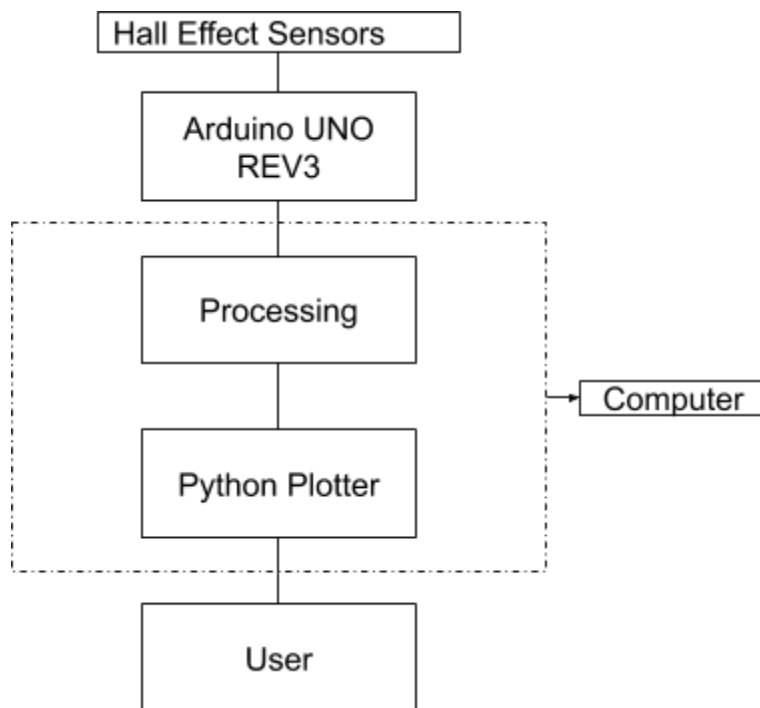 Hall Effect Sensors
Arduino UNO
REV3
Processing
Computer
Python Plotter
User